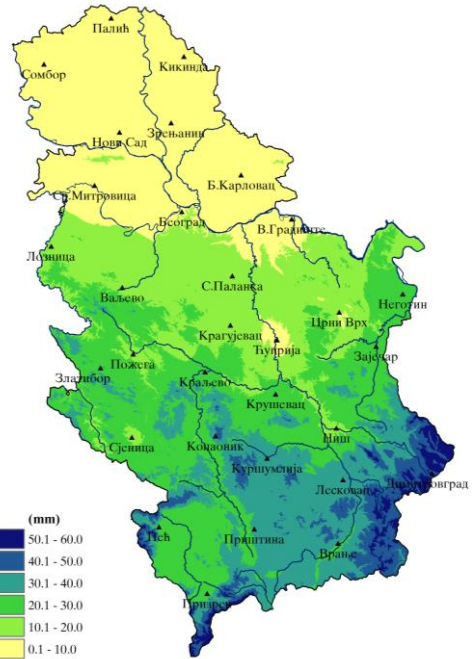 Палић
Сомбор
Кикинда
Зрењанин
Нови Сад
Б.Карловац
Ср.Митровица
Београд
В.Градиште
Лозница
С.Паланка
Ваљево
Неготин
Црни Врх
Крагујевац
Ћуприја
Зајечар
Пожега
Златибор
Краљево
Крушевац
Ниш
Сјеница
Копаоник
Куршумлија
Димитровград
Лесковац
(mm)
50.1 - 60.0
Пећ
Приштина
Врање
40.1 - 50.0
30.1 - 40.0
20.1 - 30.0
Призрен
10.1 - 20.0
0.1 - 10.0